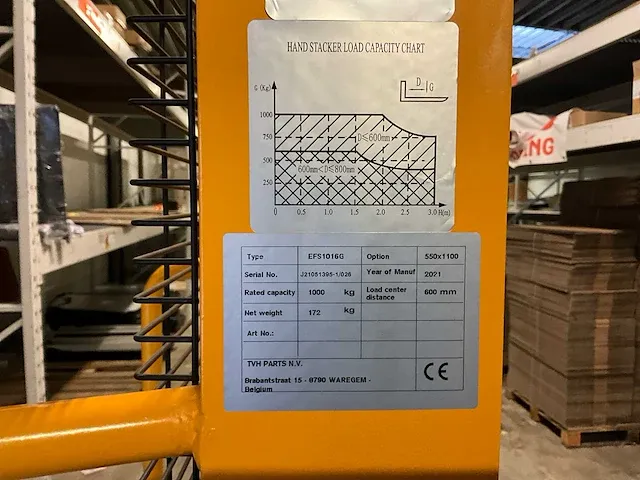 HAND STACKER LOAD CAPACITY CHART
D
G
G (Kg)
1000
750
500
250
D≤600mm
600mm<D≤800mm
0 0.5 1.0 1.5 2.0 2.5 3.0 H(m)
NG
Type EFS1016G Option 550x1100
Serial No. J21051395-1/026 Year of Manuf 2021
Rated capacity 1000 kg Load center distance 600 mm
Net weight 172 kg
Art No.:
TVH PARTS N.V.
Brabantstraat 15 - 8790 WAREGEM -
Belgium
CE